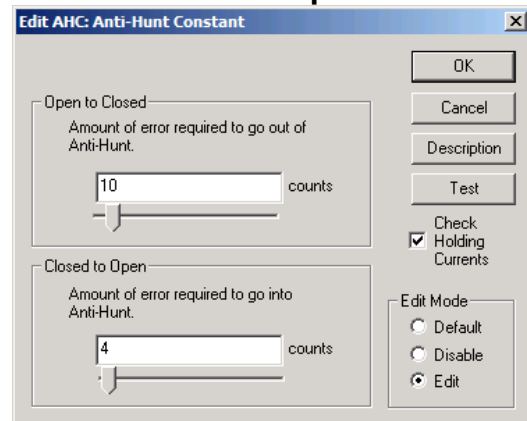 Edit AHC: Anti-Hunt Constant
OK
Cancel
Description
Test
Check
Holding
Currents
Open to Closed
Amount of error required to go out of
Anti-Hunt.
10 counts
Closed to Open
Amount of error required to go into
Anti-Hunt.
4 counts
Edit Mode
Default
Disable
Edit